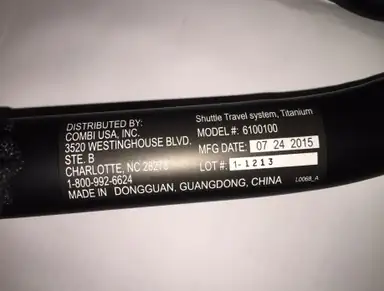 DISTRIBUTED BY:
COMBI USA, INC.
3520 WESTINGHOUSE BLVD.
STE. B
CHARLOTTE, NC 28273
1-800-992-6624
MADE IN DONGGUAN, GUANGDONG, CHINA
Shuttle Travel system, Titanium
MODEL #: 6100100
MFG DATE: 07 24 2015
LOT #: 1-1213
L0068_A